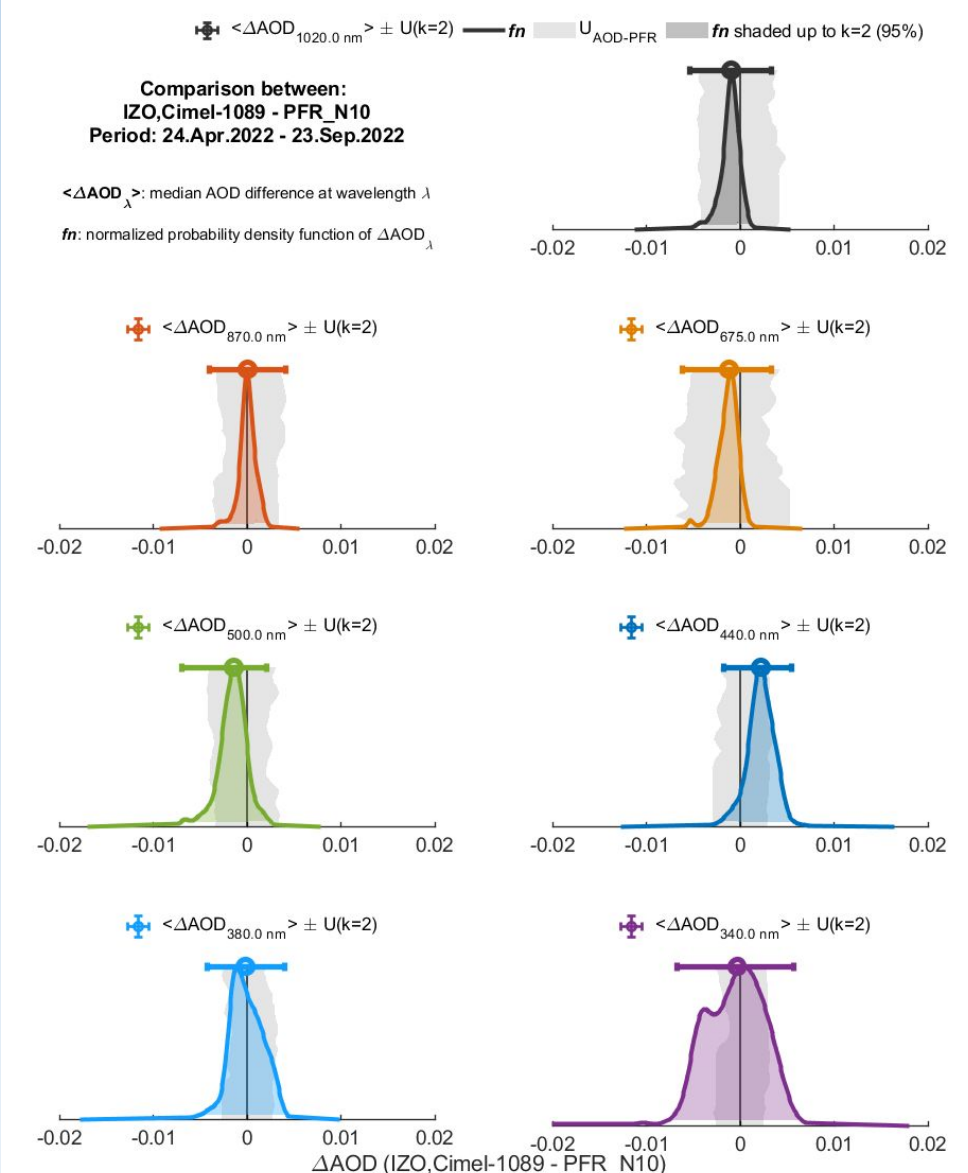 <ΔAOD1020.0 nm> ± U(k=2) fn UAOD-PFR fn shaded up to k=2 (95%)
Comparison between:
IZO,Cimel-1089 - PFR_N10
Period: 24.Apr.2022 - 23.Sep.2022
<ΔAODλ>: median AOD difference at wavelength λ
fn: normalized probability density function of ΔAODλ
-0.02 -0.01 0 0.01 0.02
<ΔAOD870.0 nm> ± U(k=2)
<ΔAOD675.0 nm> ± U(k=2)
-0.02 -0.01 0 0.01 0.02
-0.02 -0.01 0 0.01 0.02
<ΔAOD500.0 nm> ± U(k=2)
<ΔAOD440.0 nm> ± U(k=2)
-0.02 -0.01 0 0.01 0.02
-0.02 -0.01 0 0.01 0.02
<ΔAOD380.0 nm> ± U(k=2)
<ΔAOD340.0 nm> ± U(k=2)
-0.02 -0.01 0 0.01 0.02
-0.02 -0.01 0 0.01 0.02
ΔAOD (IZO,Cimel-1089 - PFR_N10)